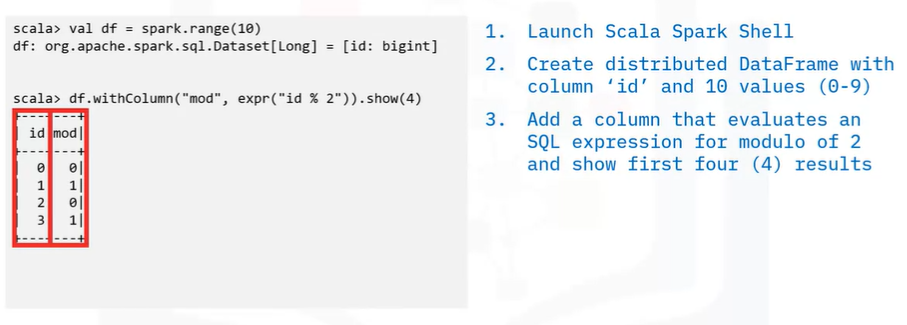 scala> val df = spark.range(10)
df: org.apache.spark.sql.Dataset[Long] = [id: bigint]
scala> df.withColumn("mod", expr("id % 2")).show(4)
+---+---+
| id|mod|
+---+---+
|  0|  0|
|  1|  1|
|  2|  0|
|  3|  1|
+---+---+
1. Launch Scala Spark Shell
2. Create distributed DataFrame with
column ‘id’ and 10 values (0-9)
3. Add a column that evaluates an
SQL expression for modulo of 2
and show first four (4) results